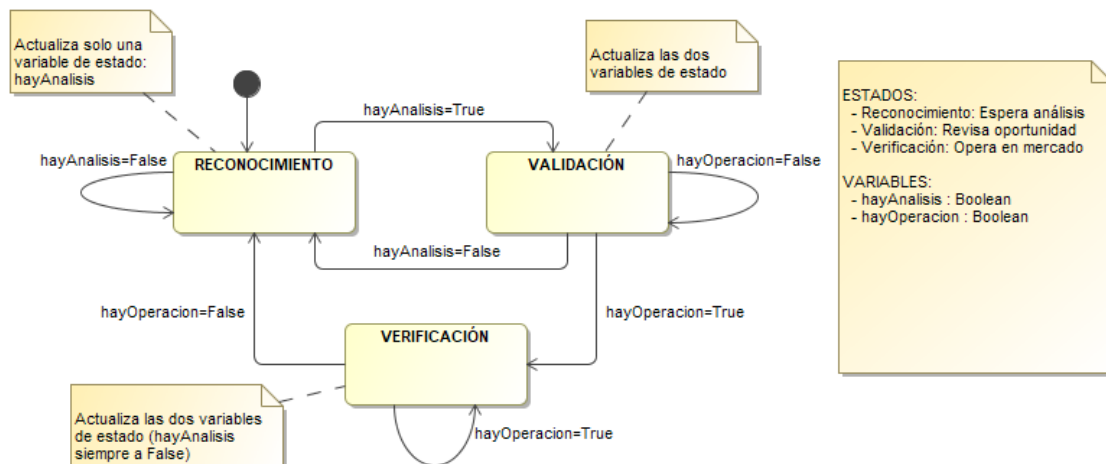 Actualiza solo una
variable de estado:
hayAnalisis
Actualiza las dos
variables de estado
hayAnalisis=True
hayAnalisis=False
RECONOCIMIENTO
VALIDACIÓN
hayOperacion=False
hayAnalisis=False
hayOperacion=False
hayOperacion=True
VERIFICACIÓN
hayOperacion=True
Actualiza las dos variables
de estado (hayAnalisis
siempre a False)
ESTADOS:
- Reconocimiento: Espera análisis
- Validación: Revisa oportunidad
- Verificación: Opera en mercado
VARIABLES:
- hayAnalisis : Boolean
- hayOperacion : Boolean